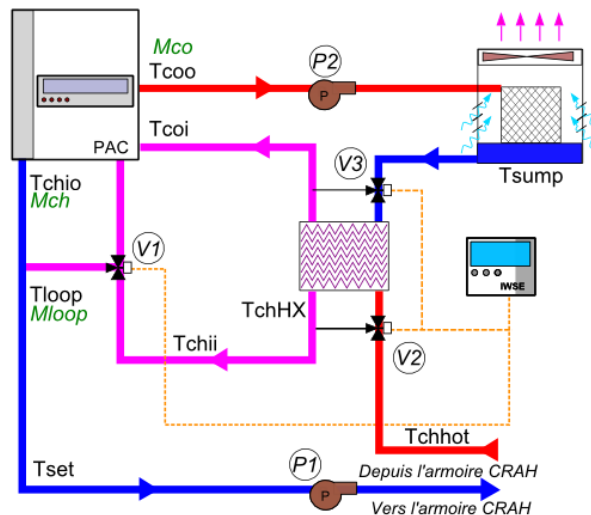 Mco
Tcoo
P2
P
Tcoi
PAC
V3
Tsump
Tchio
Mch
V1
IWSE
Tloop
Mloop
TchHX
Tchii
V2
Tchhot
Tset
P1
P
Depuis l'armoire CRAH
Vers l'armoire CRAH